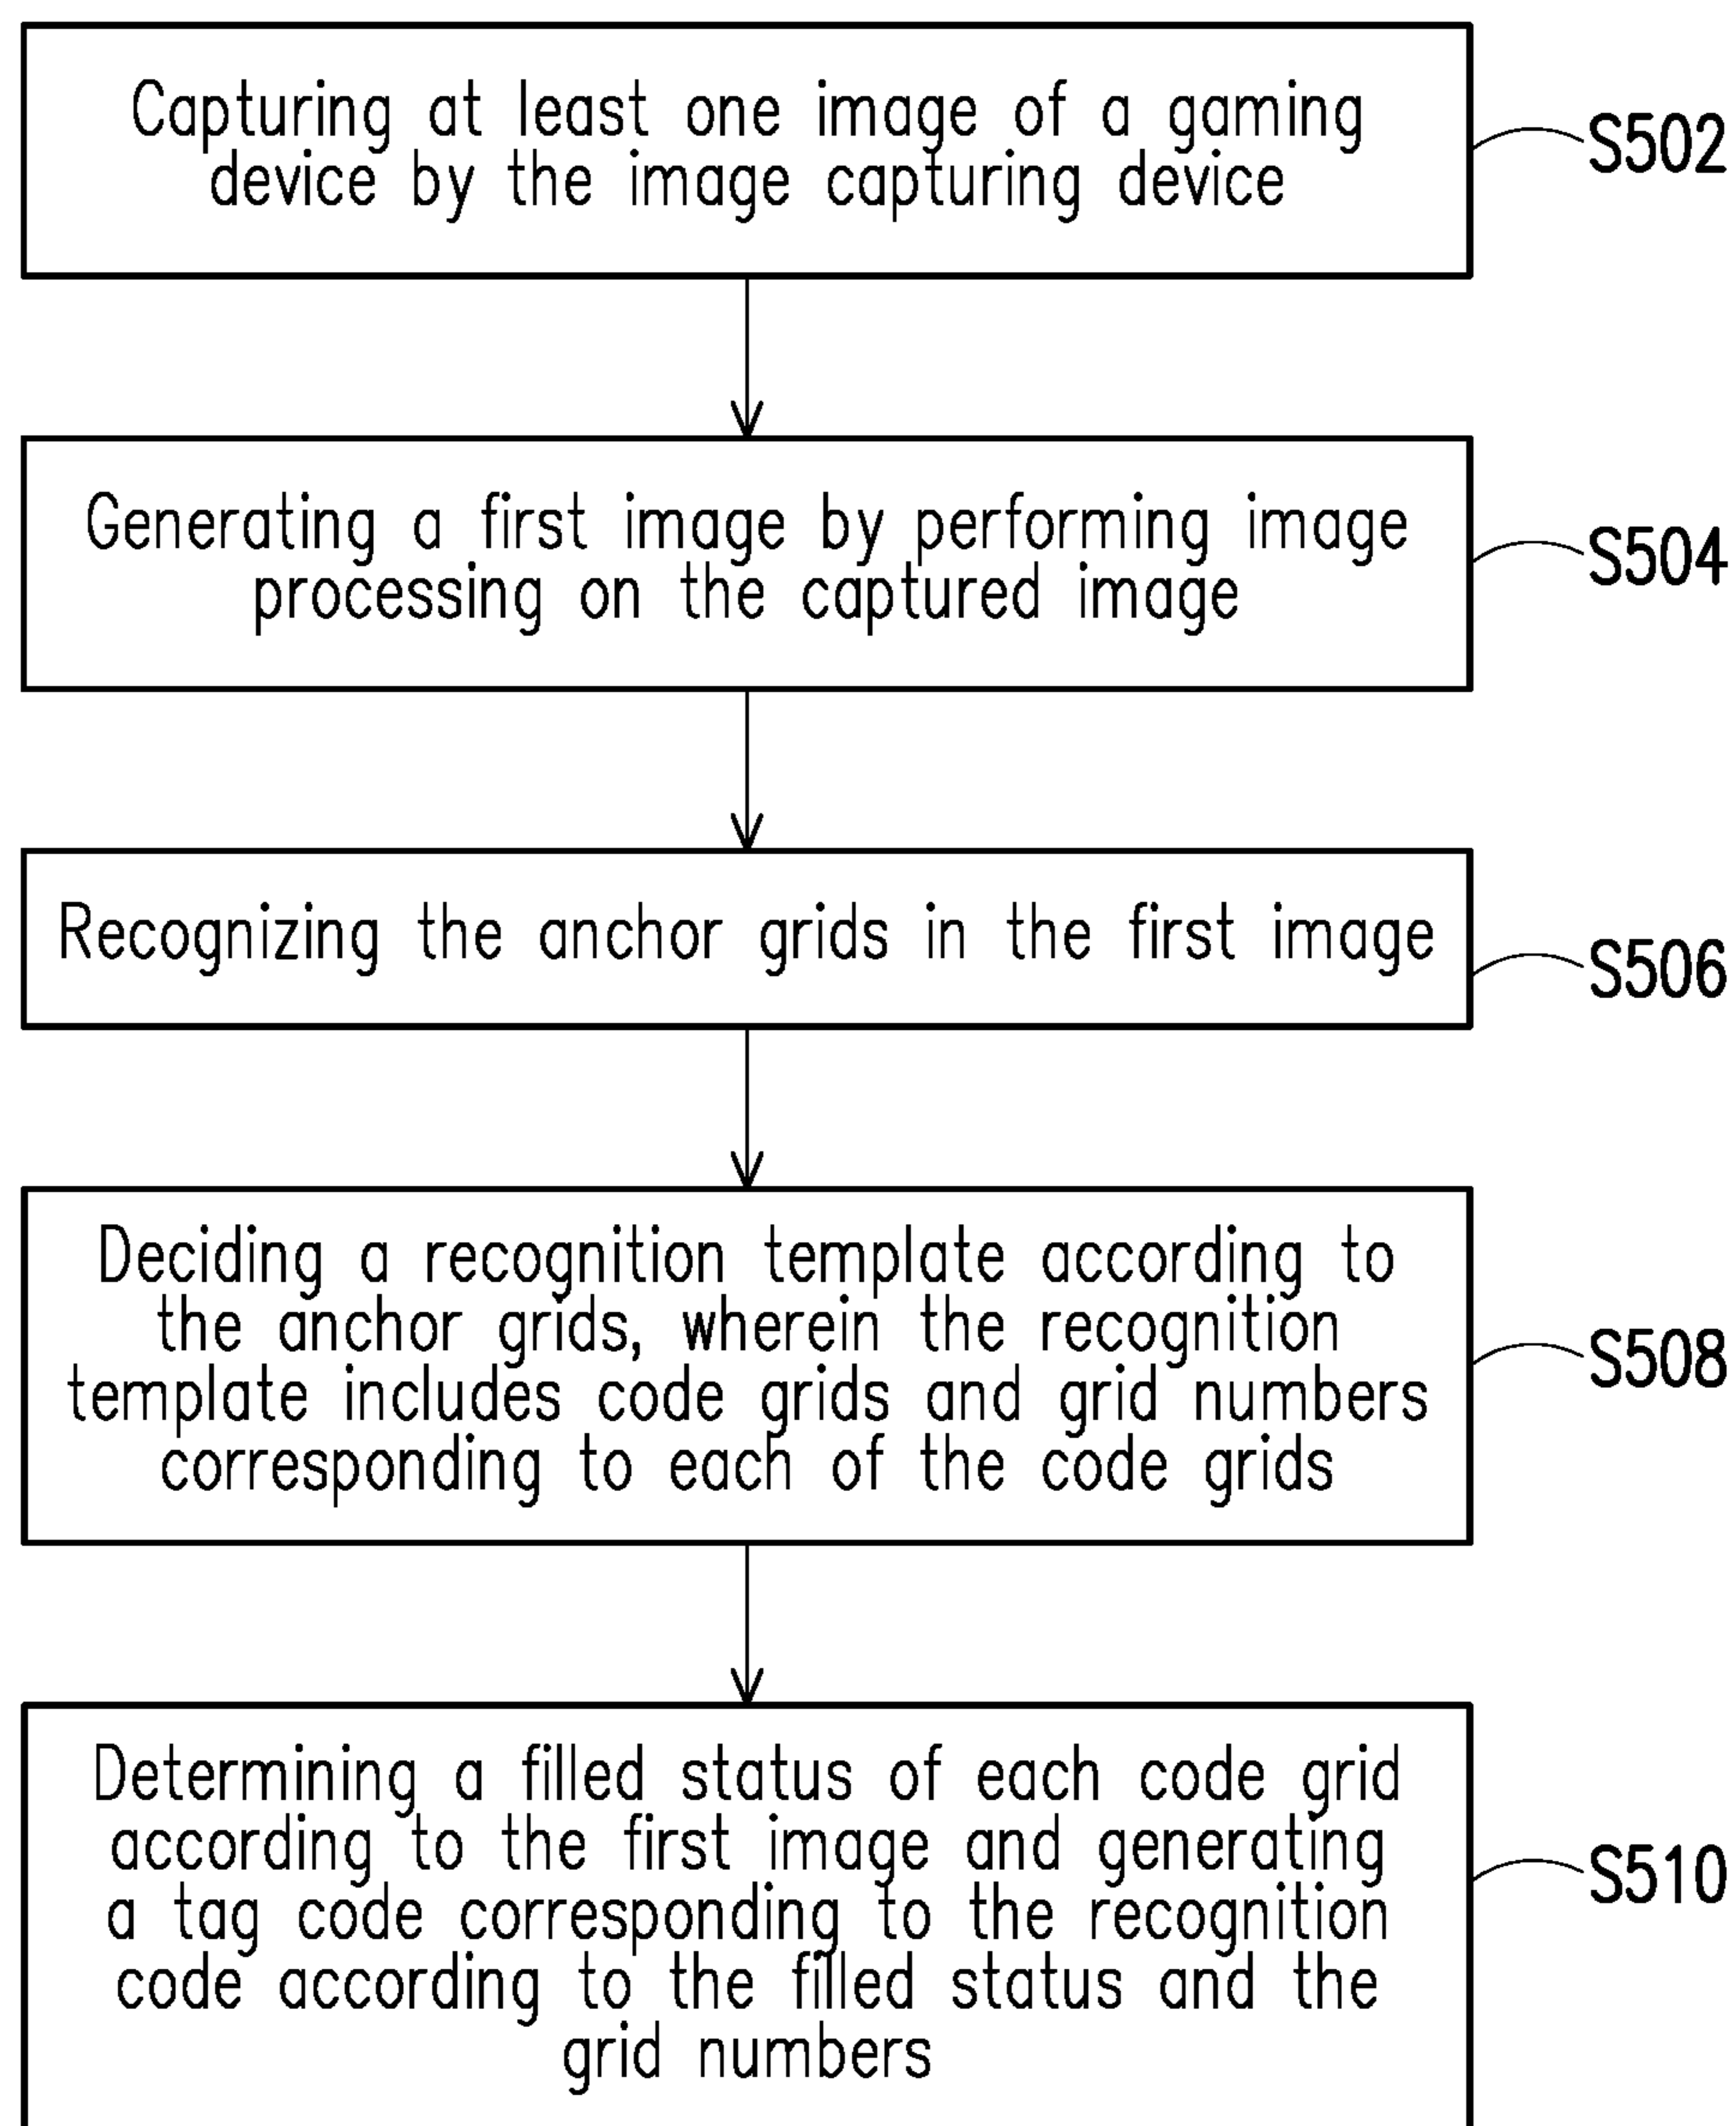 Capturing at least one image of a gaming
device by the image capturing device
S502
Generating a first image by performing image
processing on the captured image
S504
Recognizing the anchor grids in the first image
S506
Deciding a recognition template according to
the anchor grids, wherein the recognition
template includes code grids and grid numbers
corresponding to each of the code grids
S508
Determining a filled status of each code grid
according to the first image and generating
a tag code corresponding to the recognition
code according to the filled status and the
grid numbers
S510